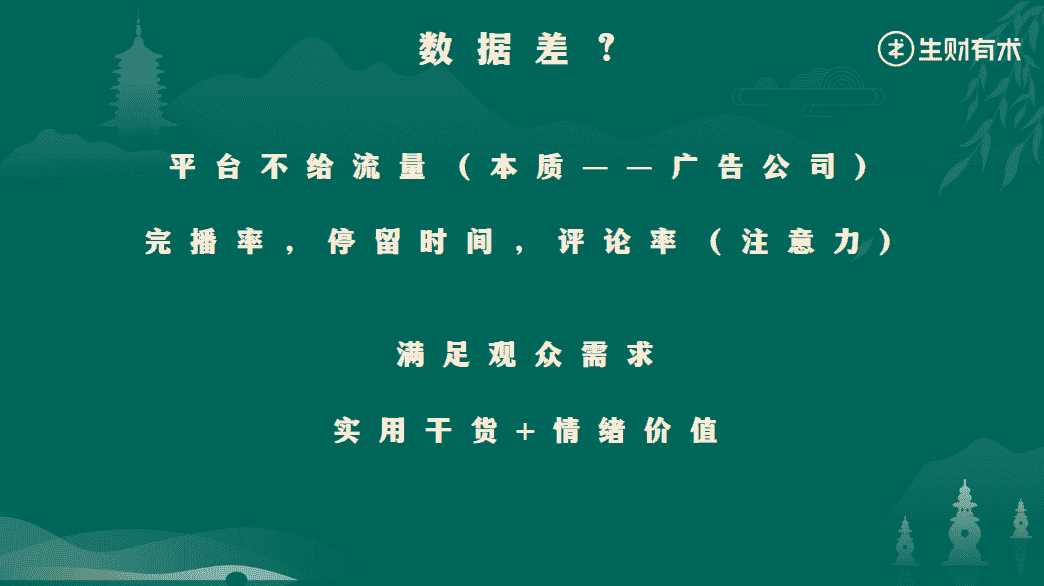 数据差？
生财有术
平台不给流量（本质——广告公司）
完播率，停留时间，评论率（注意力）
满足观众需求
实用干货+情绪价值